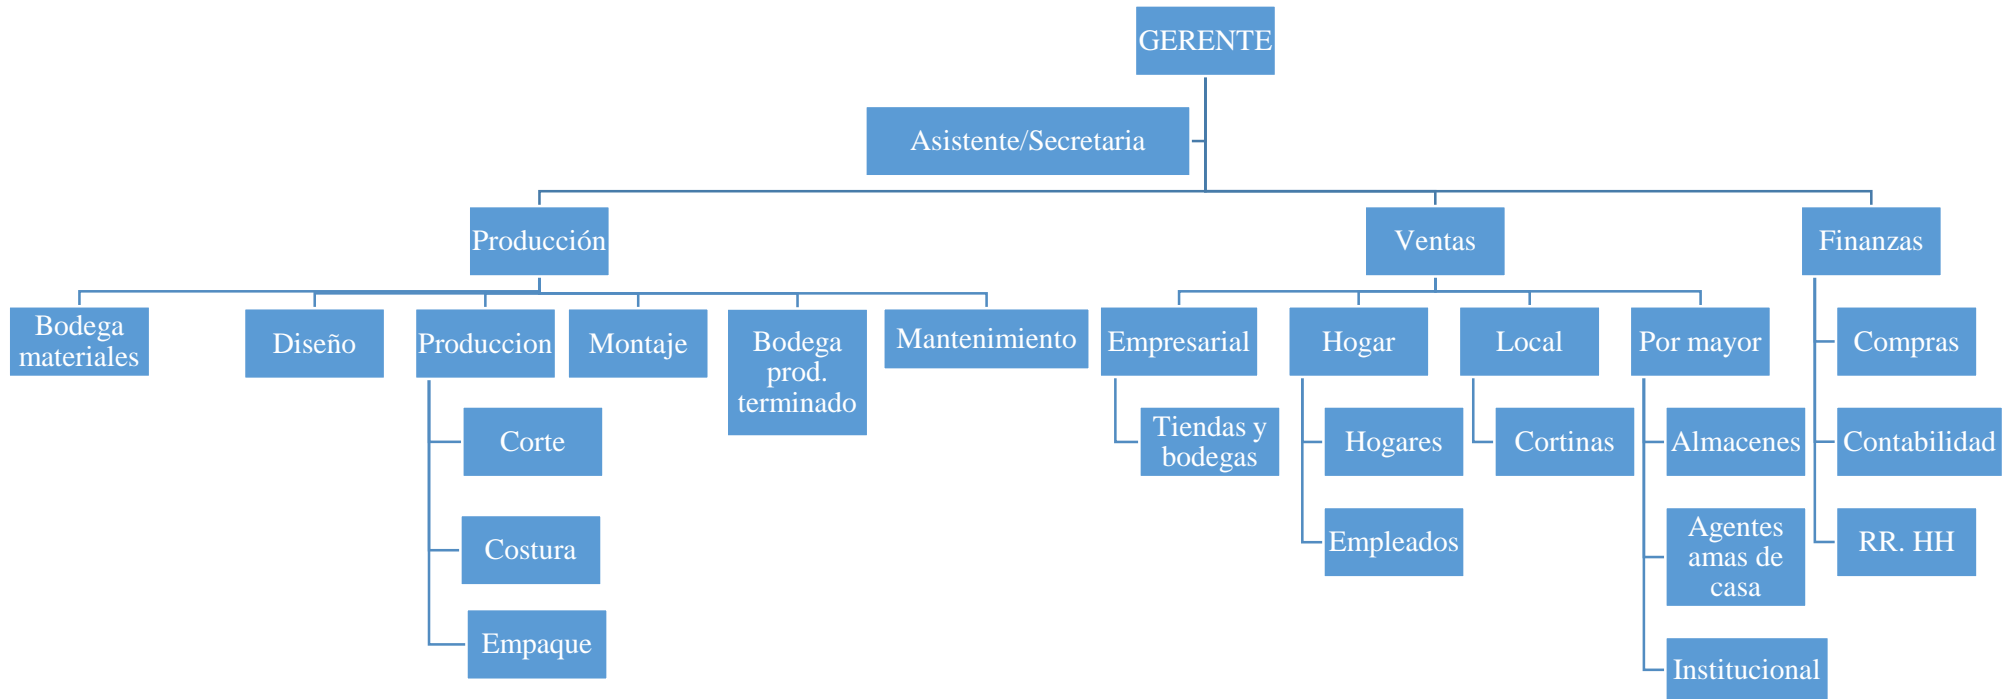 GERENTE
Asistente/Secretaria
Producción
Ventas
Finanzas
Bodega
materiales
Diseño
Produccion
Montaje
Bodega
prod.
terminado
Mantenimiento
Empresarial
Hogar
Local
Por mayor
Compras
Corte
Costura
Empaque
Tiendas y
bodegas
Hogares
Empleados
Cortinas
Almacenes
Agentes
amas de
casa
Institucional
Contabilidad
RR. HH